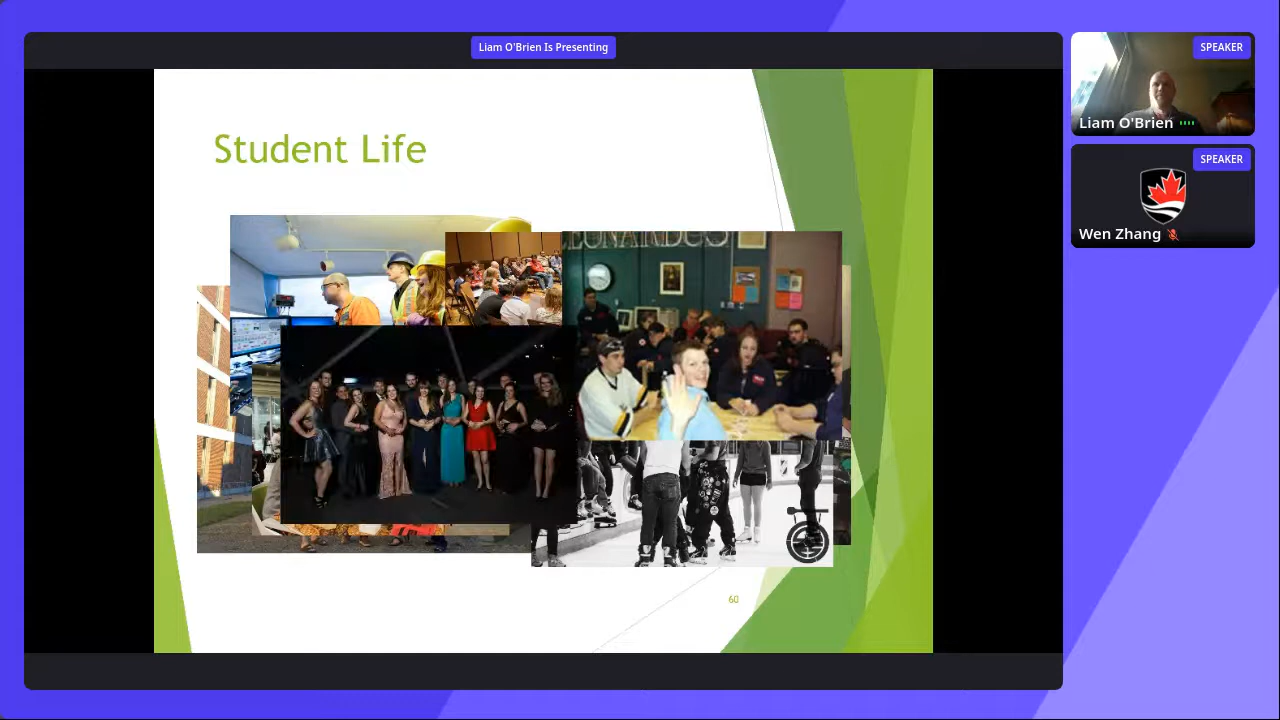 Liam O'Brien Is Presenting
SPEAKER
Liam O'Brien
SPEAKER
Wen Zhang
Student Life
60